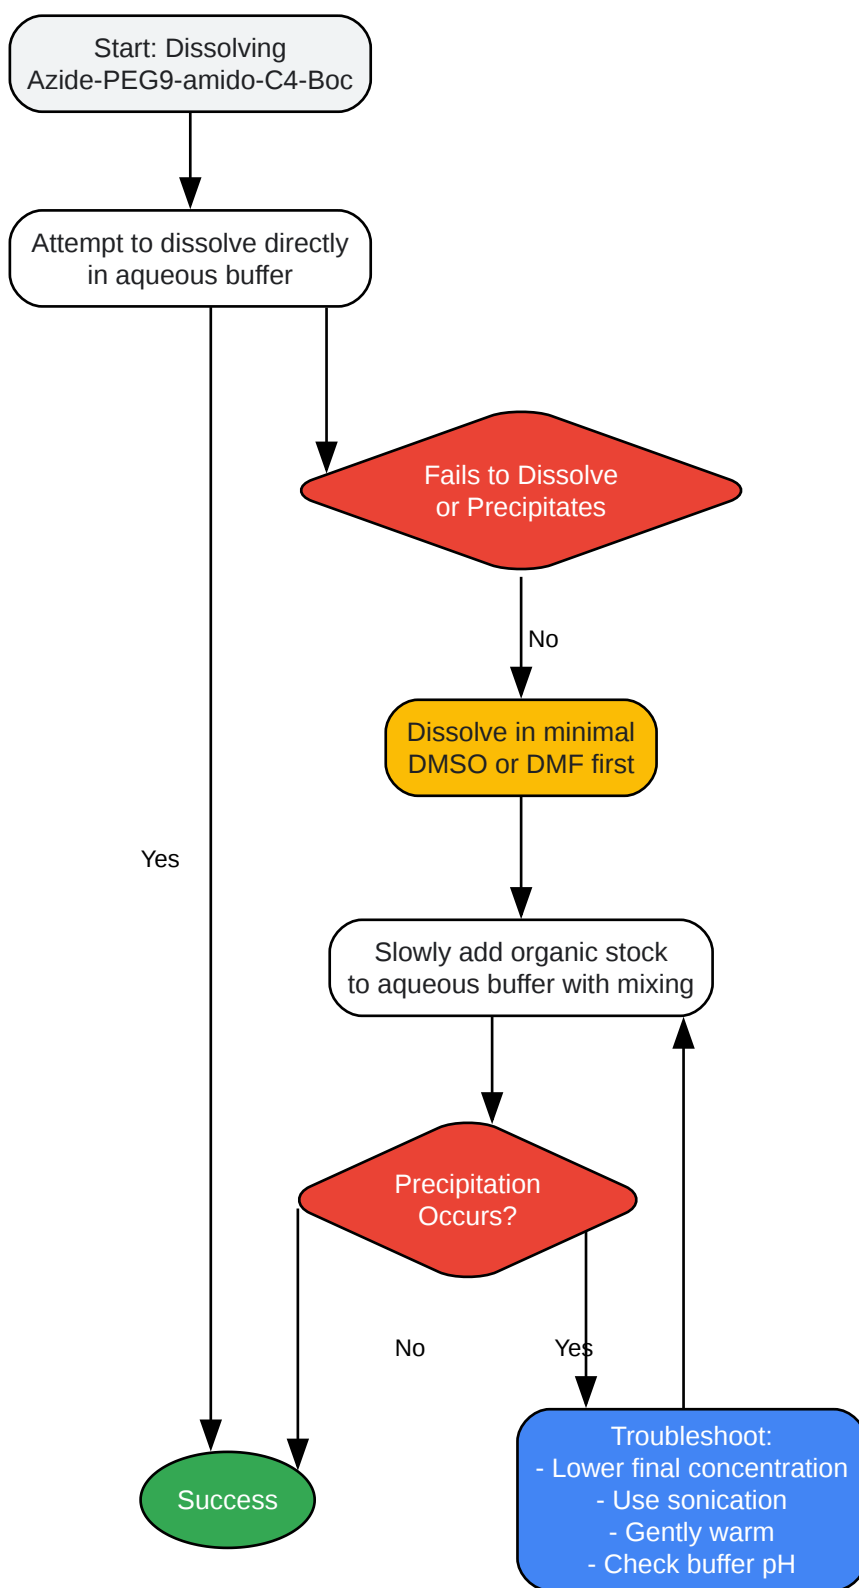 Start: Dissolving
Azide-PEG9-amido-C4-Boc
Attempt to dissolve directly
in aqueous buffer
Fails to Dissolve
or Precipitates
No
Dissolve in minimal
DMSO or DMF first
Yes
Slowly add organic stock
to aqueous buffer with mixing
Precipitation
Occurs?
No
Yes
Success
Troubleshoot:
- Lower final concentration
- Use sonication
- Gently warm
- Check buffer pH